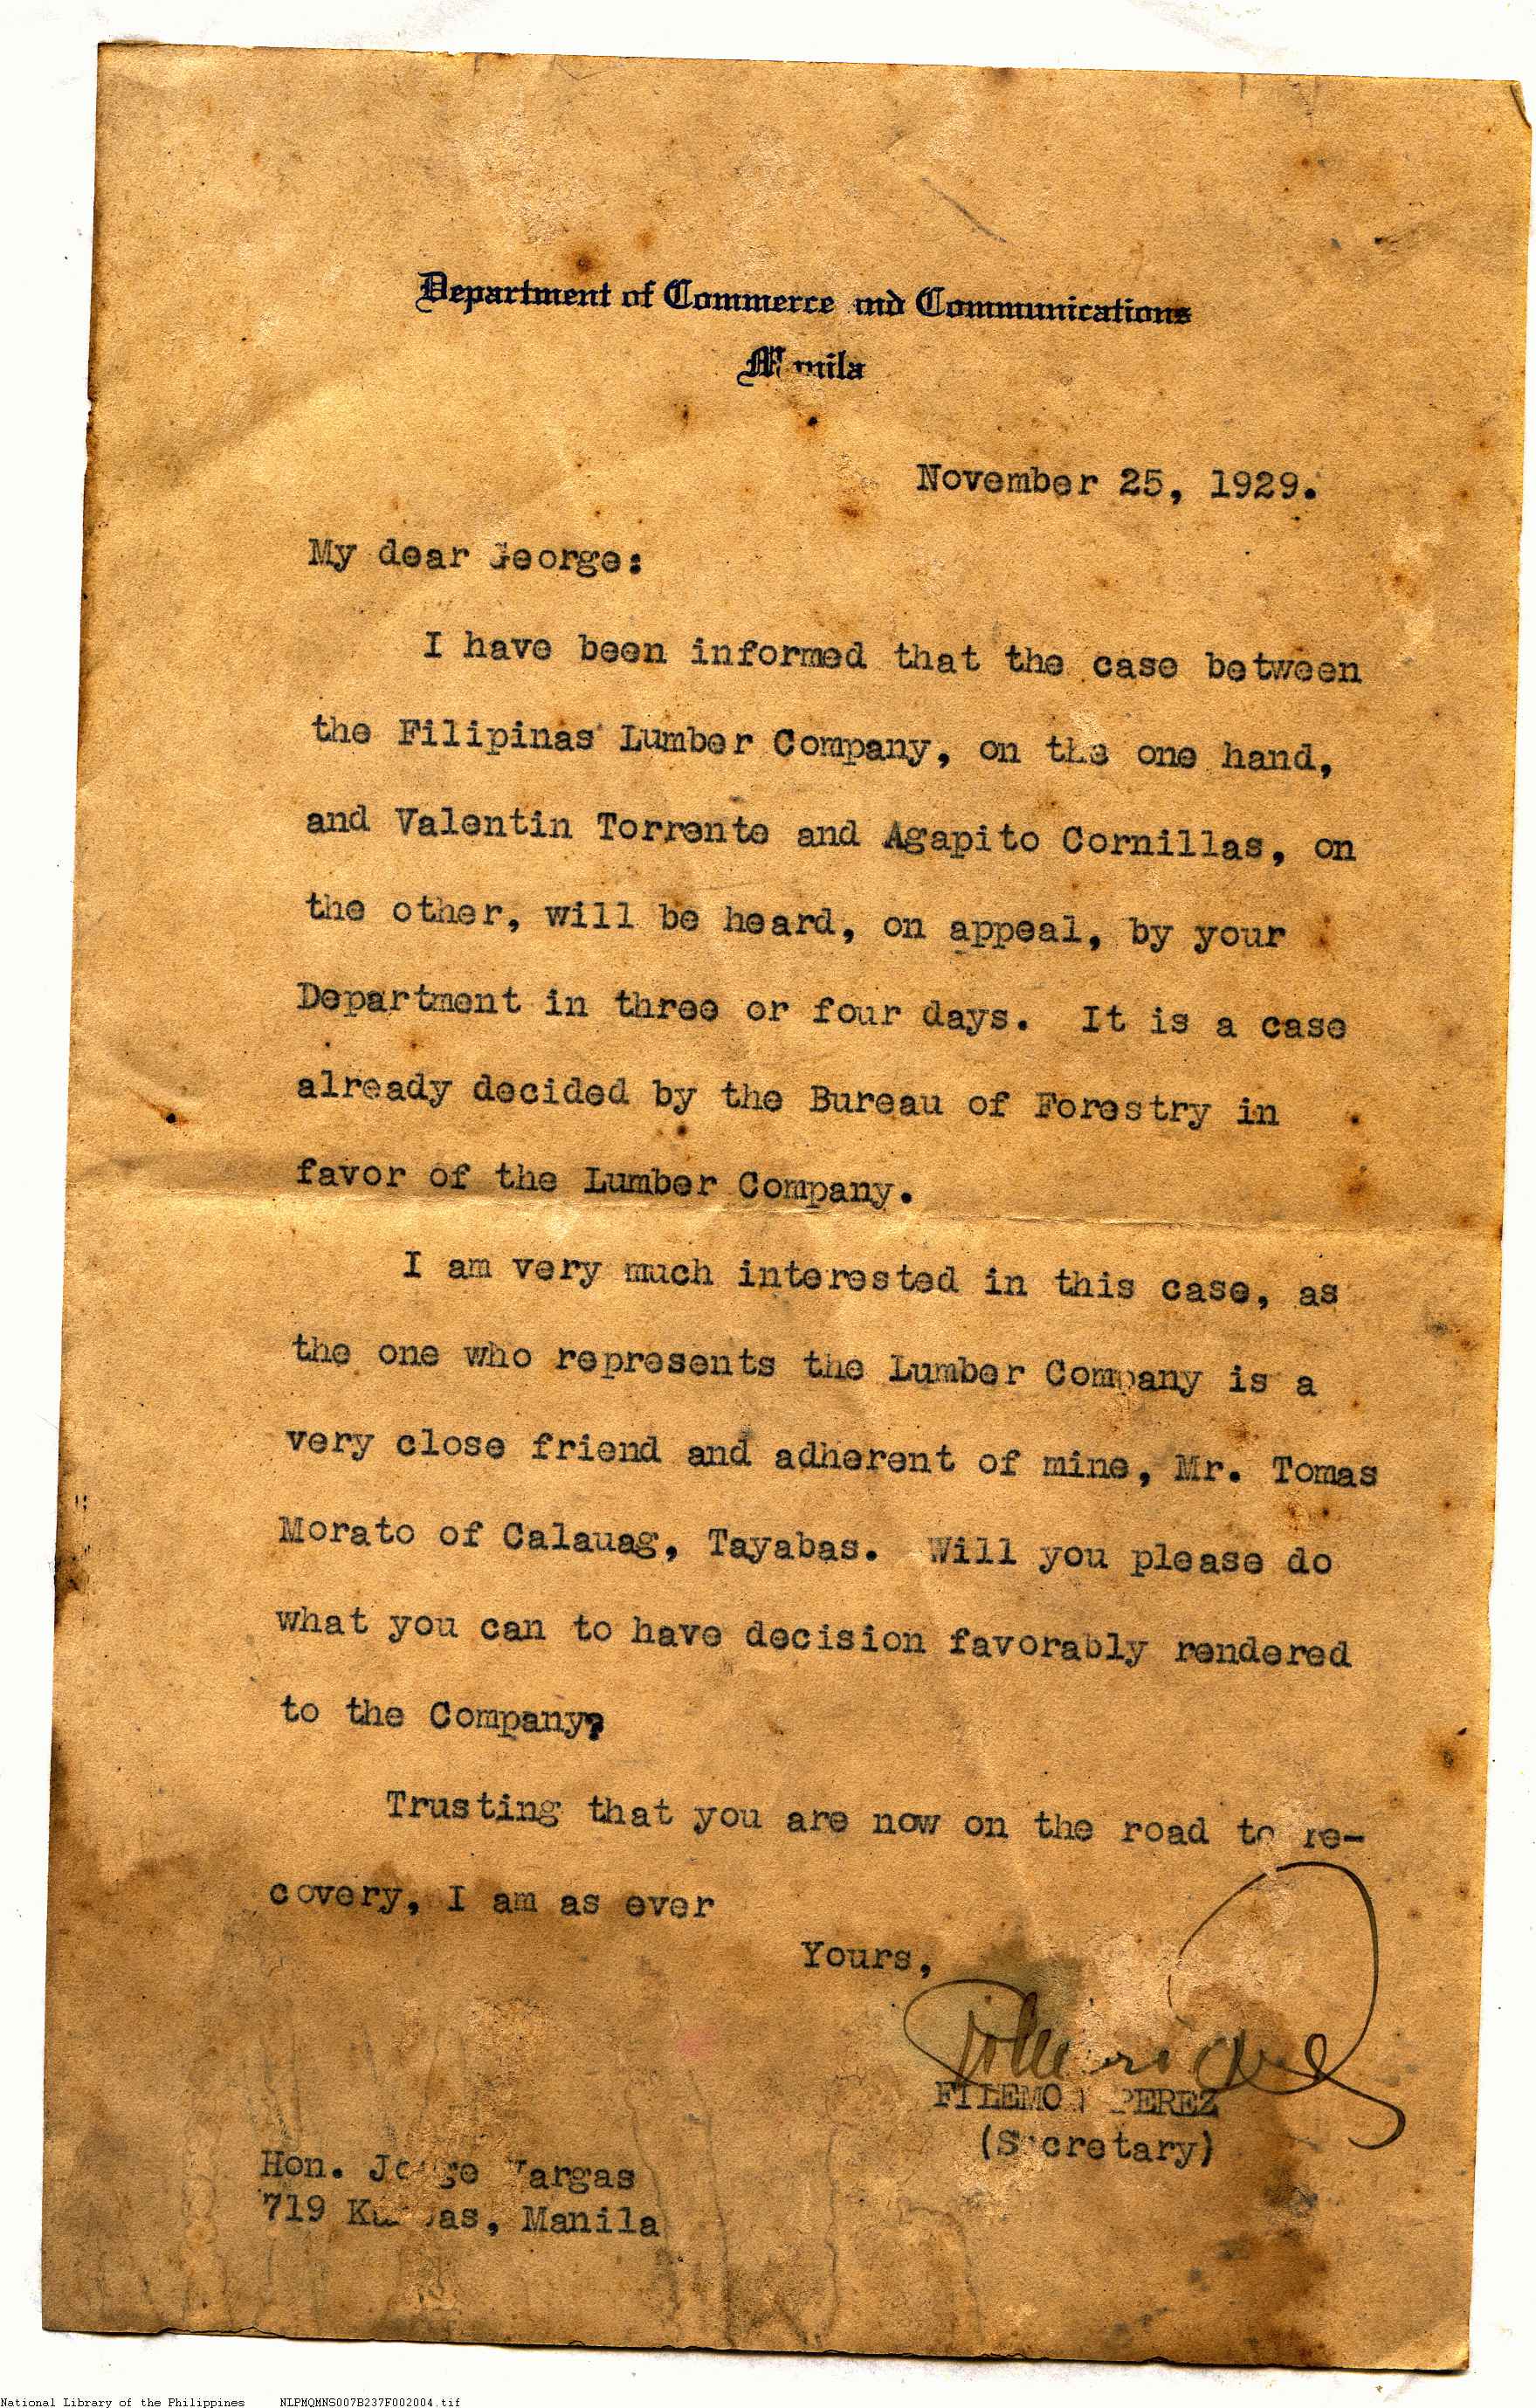 Department of Commerce and Communications
Manila
November 25, 1929.
My dear George:
I have been informed that the case between
the Filipinas Lumber Company, on the one hand,
and Valentin Torrente and Agapito Cornillas, on
the other, will be heard, on appeal, by your
Department in three or four days. It is a case
already decided by the Bureau of Forestry in
favor of the Lumber Company.
I am very much interested in this case, as
the one who represents the Lumber Company is a
very close friend and adherent of mine, Mr. Tomas
Morato of Calauag, Tayabas. Will you please do
what you can to have decision favorably rendered
to the Company?
Trusting that you are now on the road to re-
covery, I am as ever
Yours,
FILEMON PEREZ
(Secretary)
Hon. Jorge Vargas
719 Manila
National Library of the Philippines NLPMQMNS007B237F002004.tif